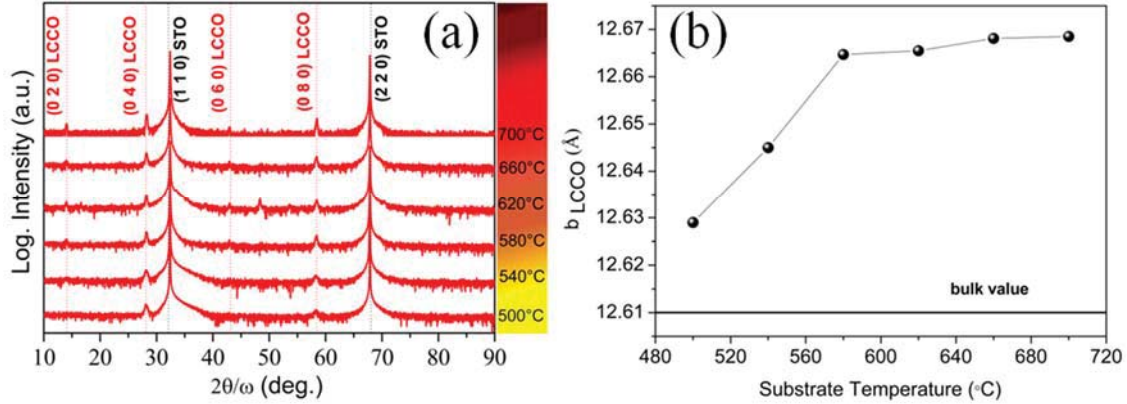 (a)
(0 2 0) LCCO
(0 4 0) LCCO
(1 1 0) STO
(0 6 0) LCCO
(0 8 0) LCCO
(2 2 0) STO
Log. Intensity (a.u.)
700°C
660°C
620°C
580°C
540°C
500°C
10 20 30 40 50 60 70 80 90
2θ/ω (deg.)
(b)
b LCCO (Å)
12.67
12.66
12.65
12.64
12.63
12.62
12.61
bulk value
480 520 560 600 640 680 720
Substrate Temperature (°C)